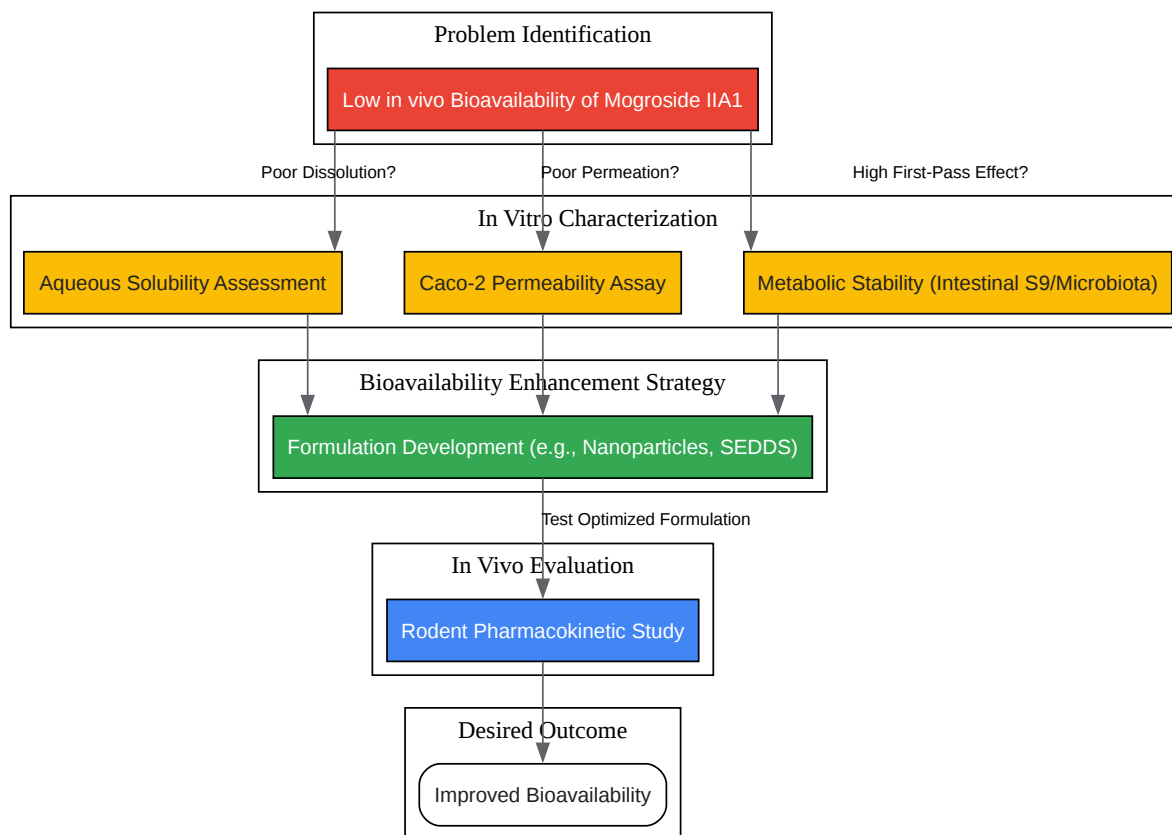 Problem Identification
Low in vivo Bioavailability of Mogroside IIA1
Poor Dissolution?
Poor Permeation?
High First-Pass Effect?
In Vitro Characterization
Aqueous Solubility Assessment
Caco-2 Permeability Assay
Metabolic Stability (Intestinal S9/Microbiota)
Bioavailability Enhancement Strategy
Formulation Development (e.g., Nanoparticles, SEDDS)
Test Optimized Formulation
In Vivo Evaluation
Rodent Pharmacokinetic Study
Desired Outcome
Improved Bioavailability